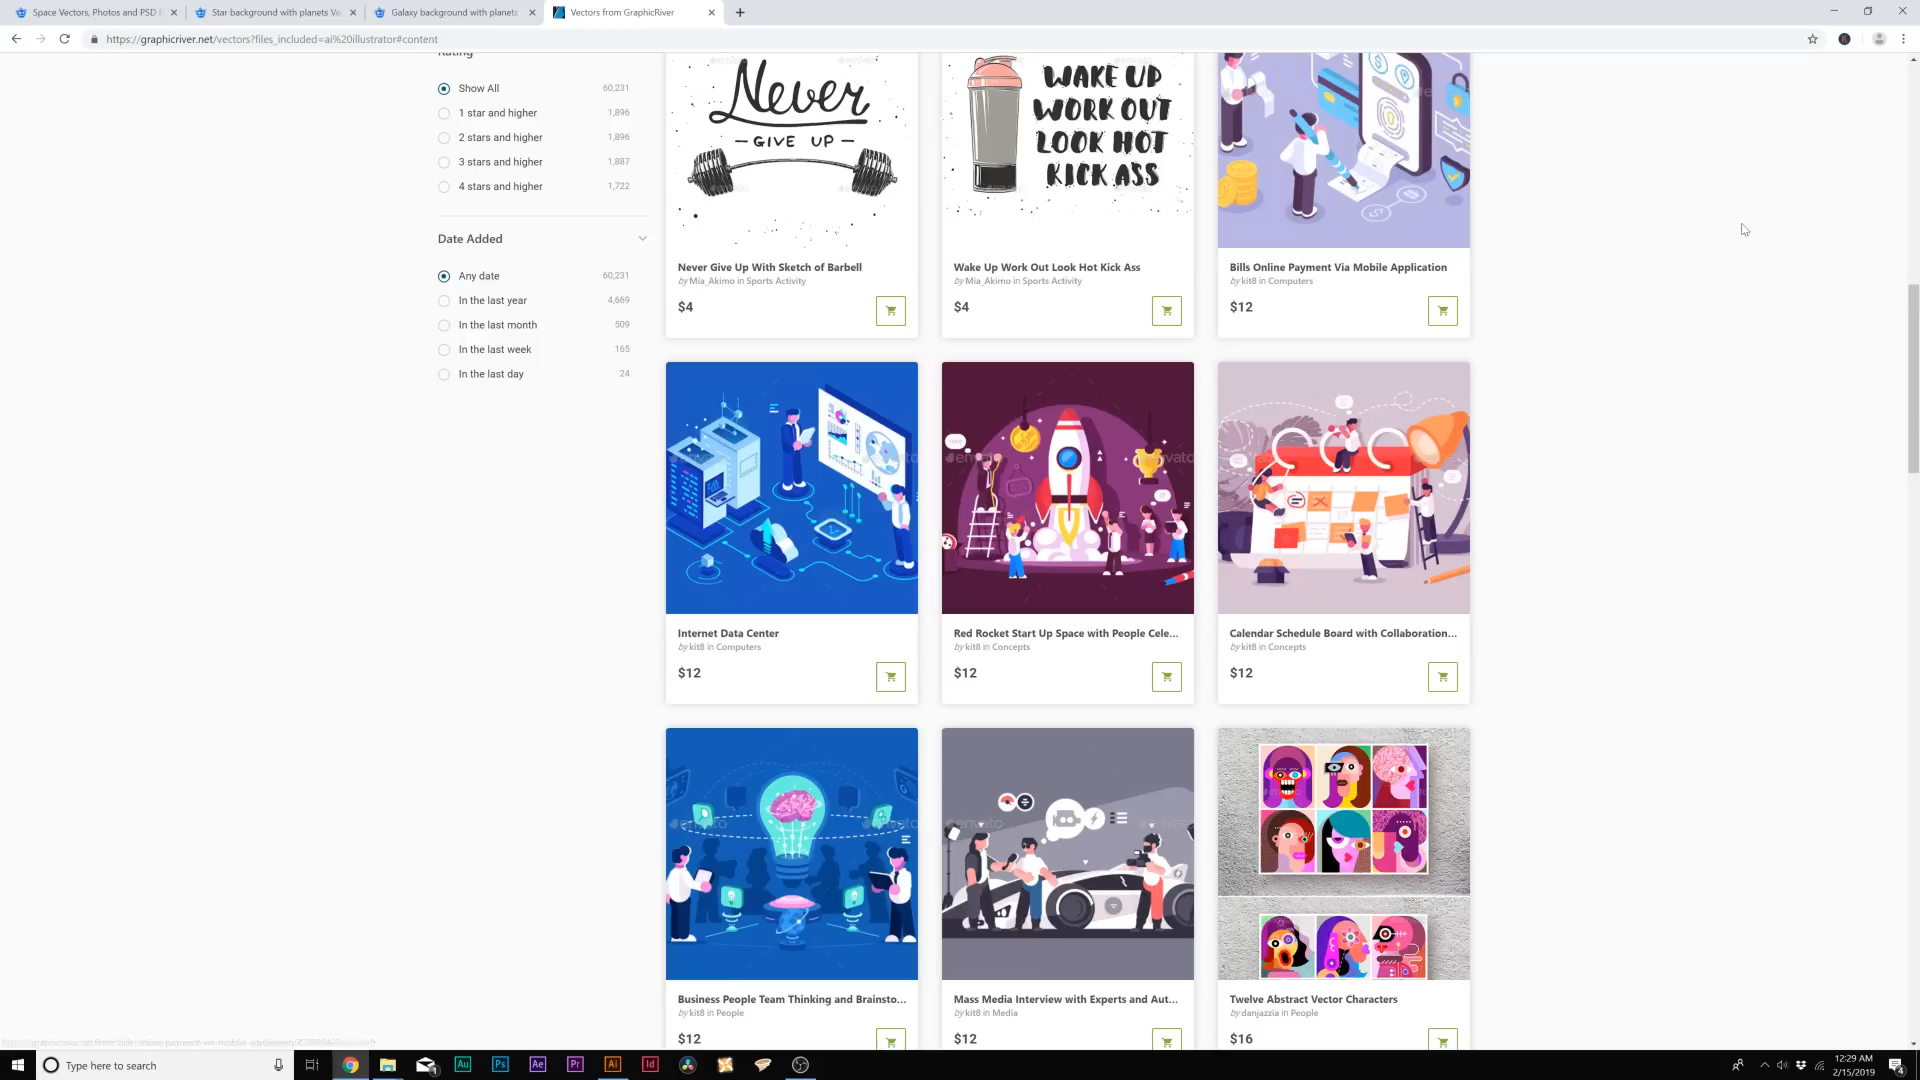 Space Vectors, Photos and PSD
Star background with planets Vec
Galaxy background with planets
Vectors from GraphicRiver
https://graphicriver.net/vectors?files_included=ai%20illustrator#content
Rating
Show All 60,231
1 star and higher 1,896
2 stars and higher 1,896
3 stars and higher 1,887
4 stars and higher 1,722
Date Added
Any date 60,231
In the last year 4,669
In the last month 509
In the last week 165
In the last day 24
Never
GIVE UP
WAKE UP
WORK OUT
LOOK HOT
KICK ASS
Never Give Up With Sketch of Barbell
by Mia_Akimo in Sports Activity
$4
Wake Up Work Out Look Hot Kick Ass
by Mia_Akimo in Sports Activity
$4
Bills Online Payment Via Mobile Application
by kit8 in Computers
$12
Internet Data Center
by kit8 in Computers
$12
Red Rocket Start Up Space with People Cele...
by kit8 in Concepts
$12
Calendar Schedule Board with Collaboration...
by kit8 in Concepts
$12
Business People Team Thinking and Brainsto...
by kit8 in People
$12
Mass Media Interview with Experts and Aut...
by kit8 in Media
$12
Twelve Abstract Vector Characters
by danjazzia in People
$16
Type here to search
Au
Ps
Ae
Pr
Ai
Id
12:29 AM
2/15/2019